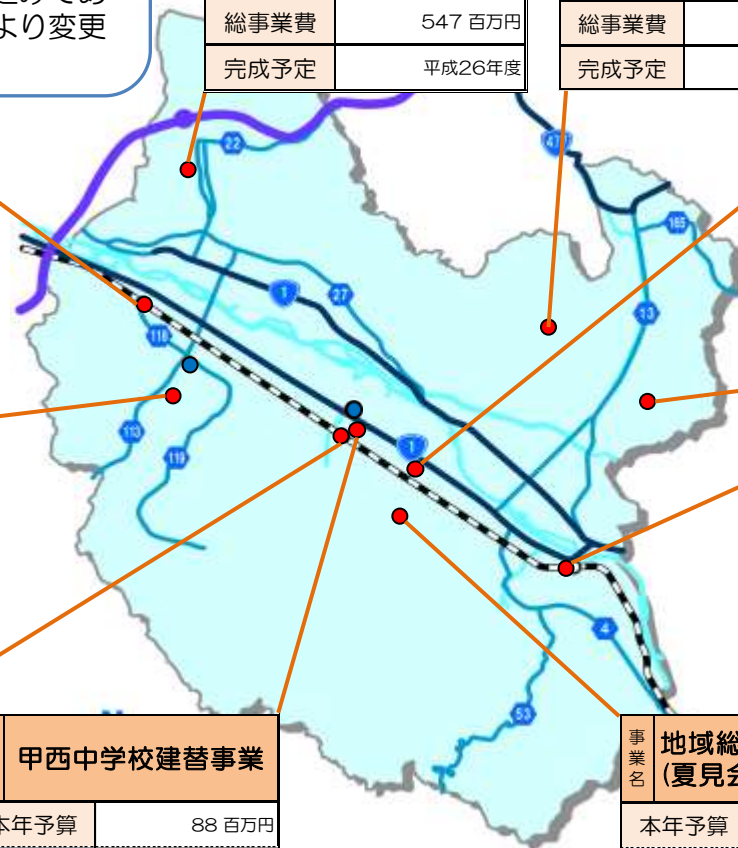 より変更
総事業費 547 百万円
完成予定 平成26年度
総事業費
完成予定
22
165
1
27
13
116
113
119
1
4
53
甲西中学校建替事業
本年予算 88 百万円
事業名
地域総
(夏見会
本年予算